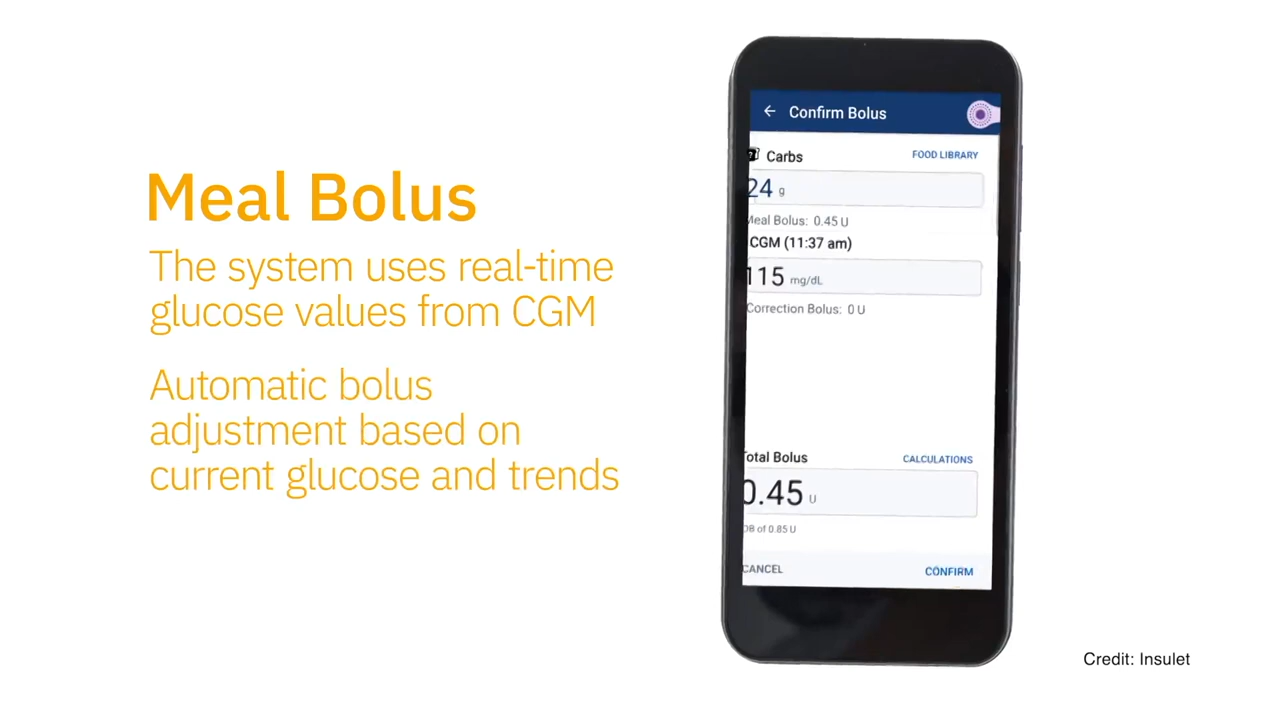 Meal Bolus
The system uses real-time
glucose values from CGM
Automatic bolus
adjustment based on
current glucose and trends
Confirm Bolus
Carbs
FOOD LIBRARY
24 g
Meal Bolus: 0.45 U
CGM (11:37 am)
115 mg/dL
Correction Bolus: 0 U
Total Bolus
CALCULATIONS
0.45 U
OB of 0.85 U
CANCEL
CONFIRM
Credit: Insulet